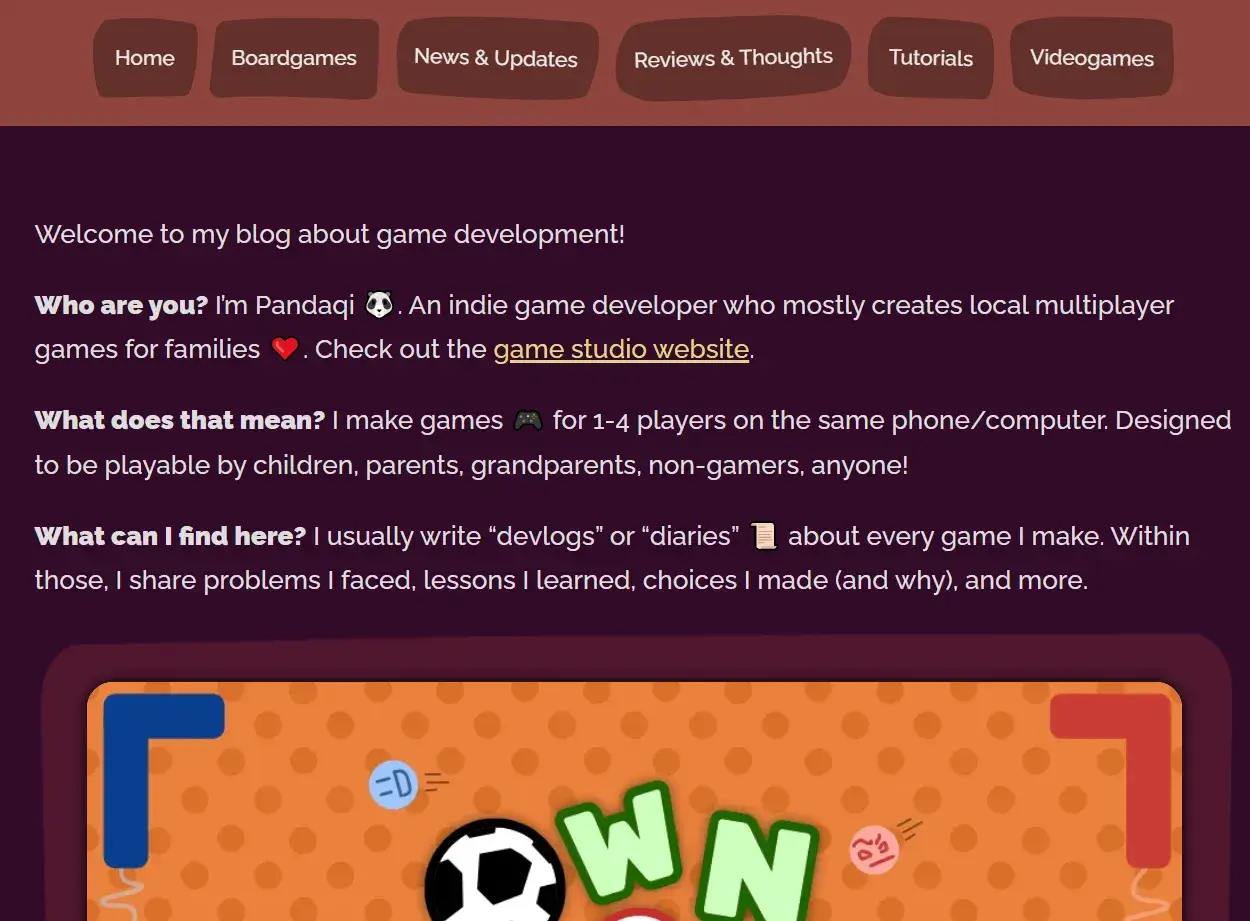 Home
Boardgames
News & Updates
Reviews & Thoughts
Tutorials
Videogames
Welcome to my blog about game development!
Who are you? I'm Pandaqi 🐼. An indie game developer who mostly creates local multiplayer
games for families ❤️. Check out the game studio website.
What does that mean? I make games 🎮 for 1-4 players on the same phone/computer. Designed
to be playable by children, parents, grandparents, non-gamers, anyone!
What can I find here? I usually write “devlogs” or “diaries” 📜 about every game I make. Within
those, I share problems I faced, lessons I learned, choices I made (and why), and more.
=D
WN